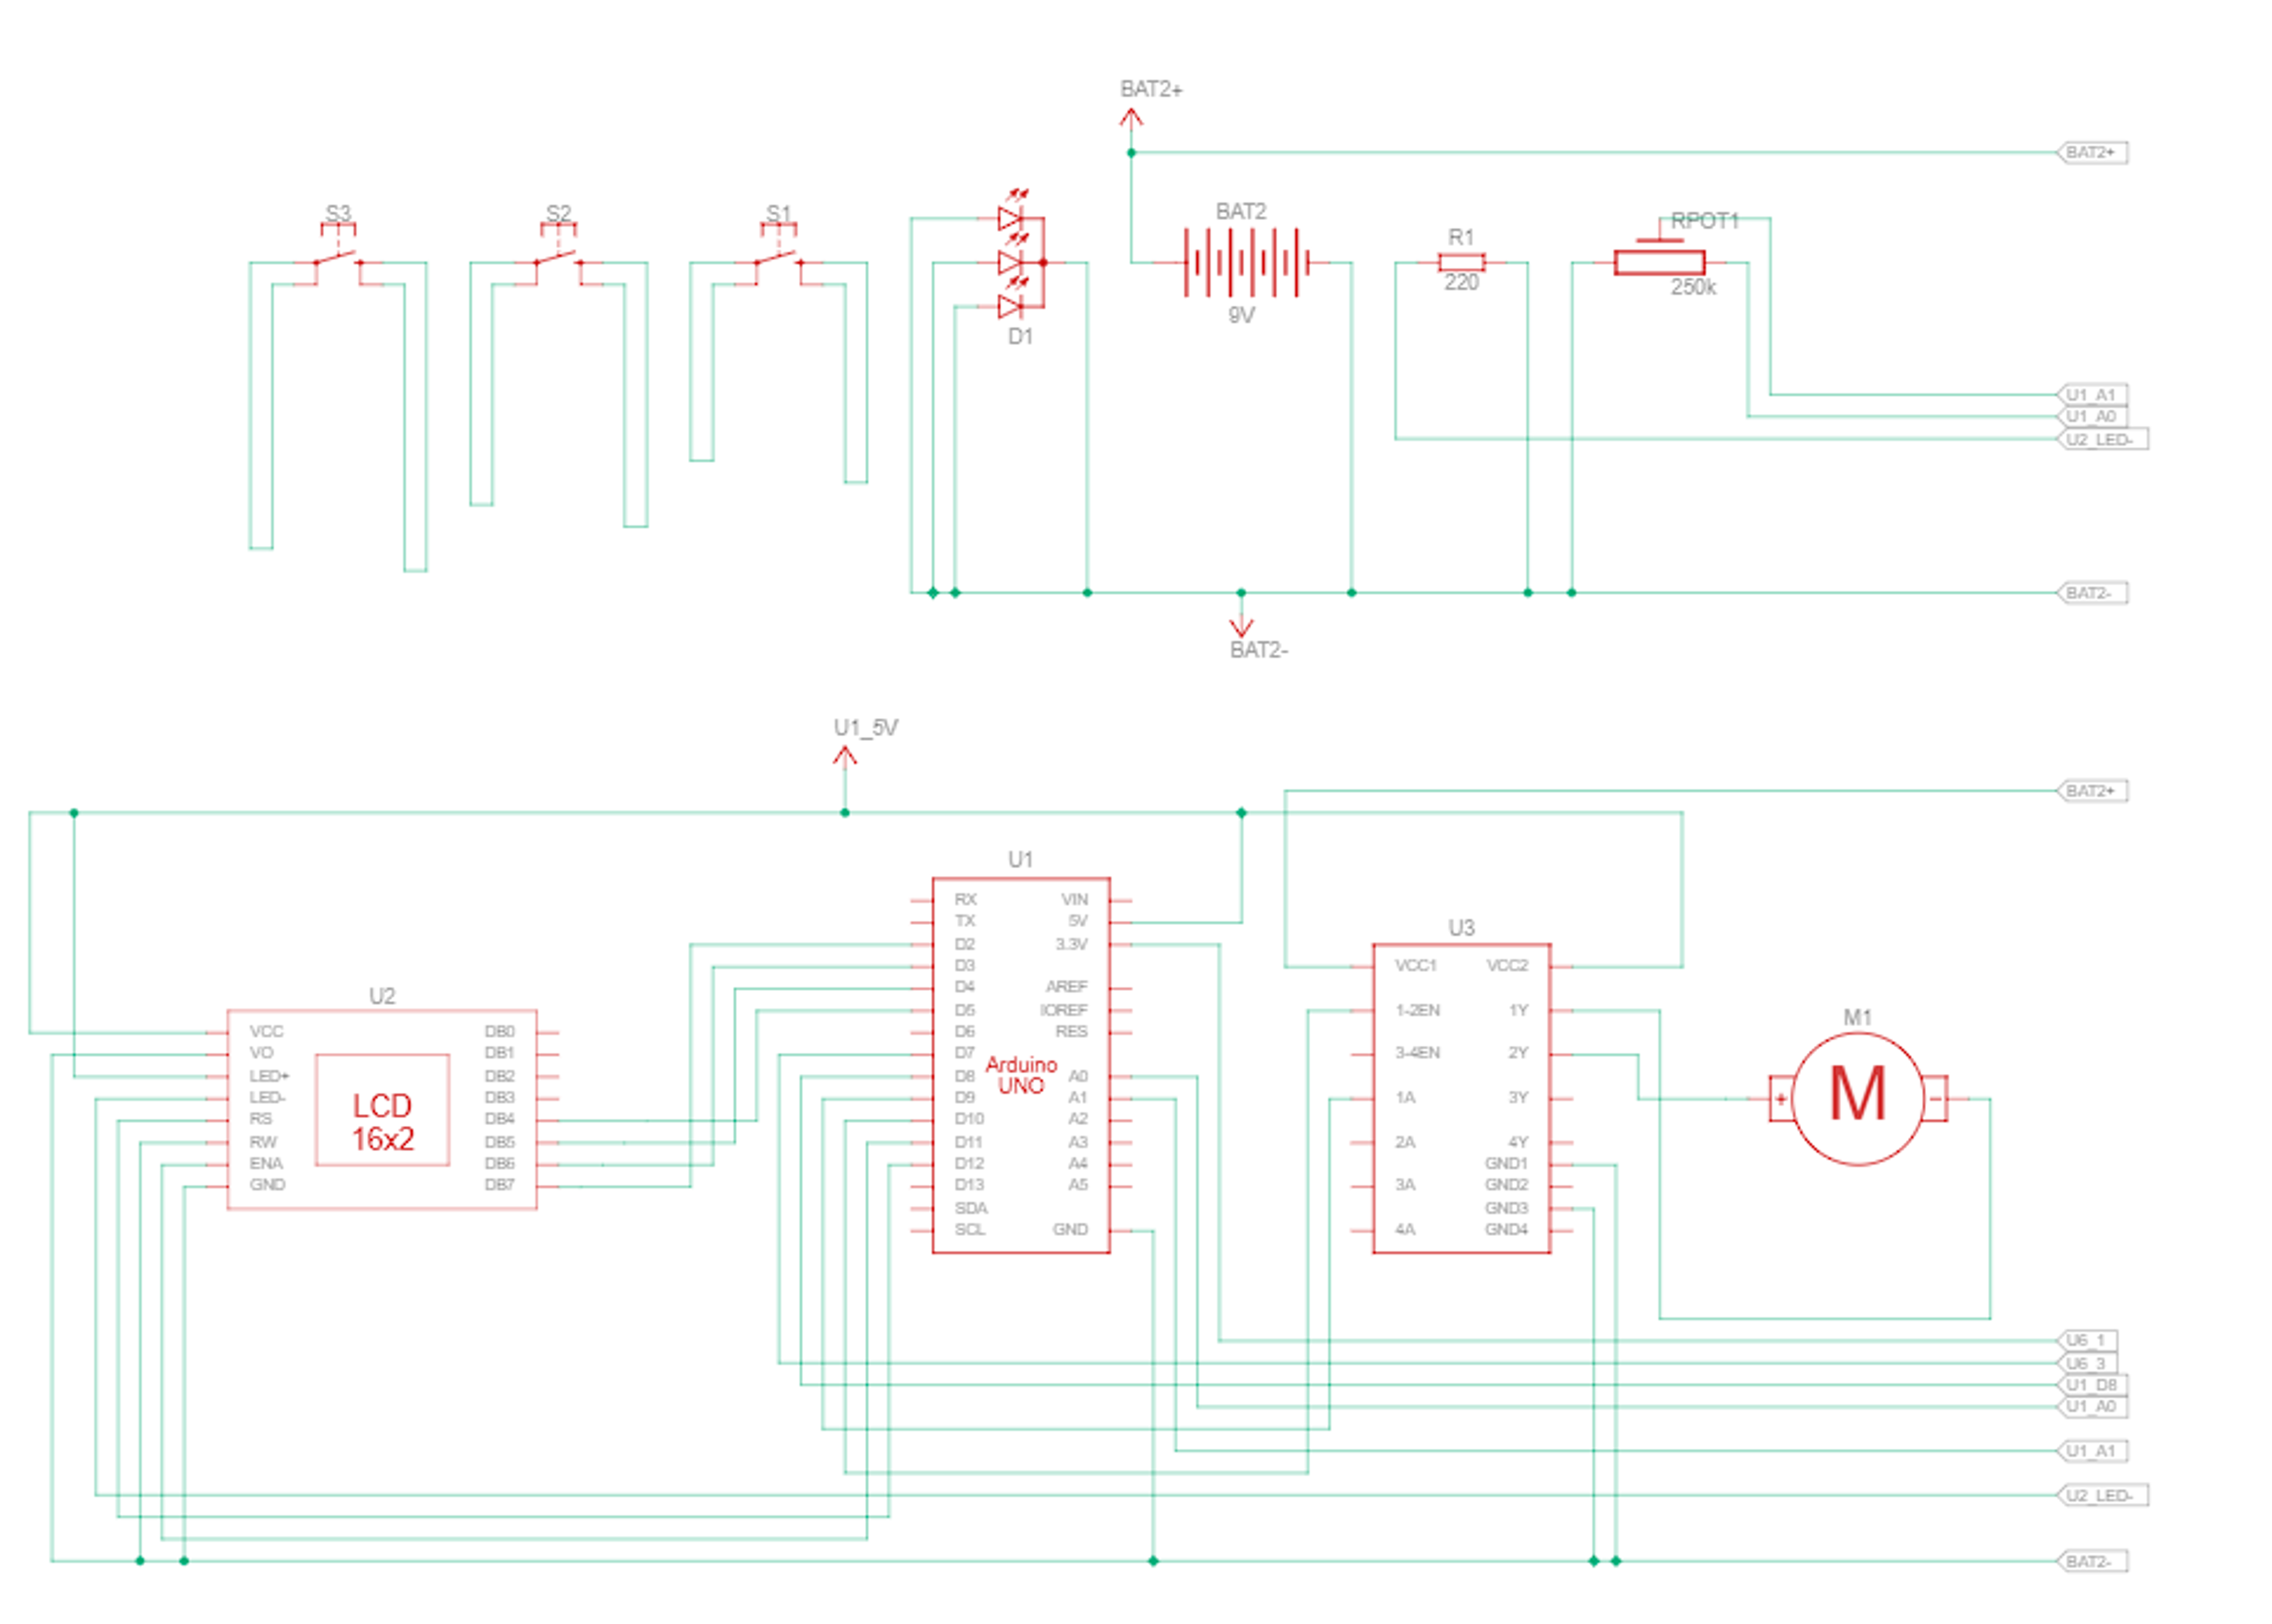 BAT2+
BAT2+
S3
S2
S1
BAT2
R1
RPOT1
220
250k
9V
D1
U1_A1
U1_A0
U2_LED-
BAT2-
BAT2-
U1_5V
BAT2+
U1
RX
VIN
TX
5V
D2
3.3V
D3
D4
AREF
D5
IOREF
D6
RES
D7
D8
A0
D9
A1
D10
A2
D11
A3
D12
A4
D13
A5
SDA
SCL
GND
Arduino
UNO
U3
VCC1
VCC2
1-2EN
1Y
3-4EN
2Y
1A
3Y
2A
4Y
GND1
3A
GND2
GND3
4A
GND4
M1
+
M
-
U2
VCC
DB0
VO
DB1
LED+
DB2
LED-
DB3
RS
DB4
RW
DB5
ENA
DB6
GND
DB7
LCD
16x2
U6_1
U6_3
U1_D8
U1_A0
U1_A1
U2_LED-
BAT2-